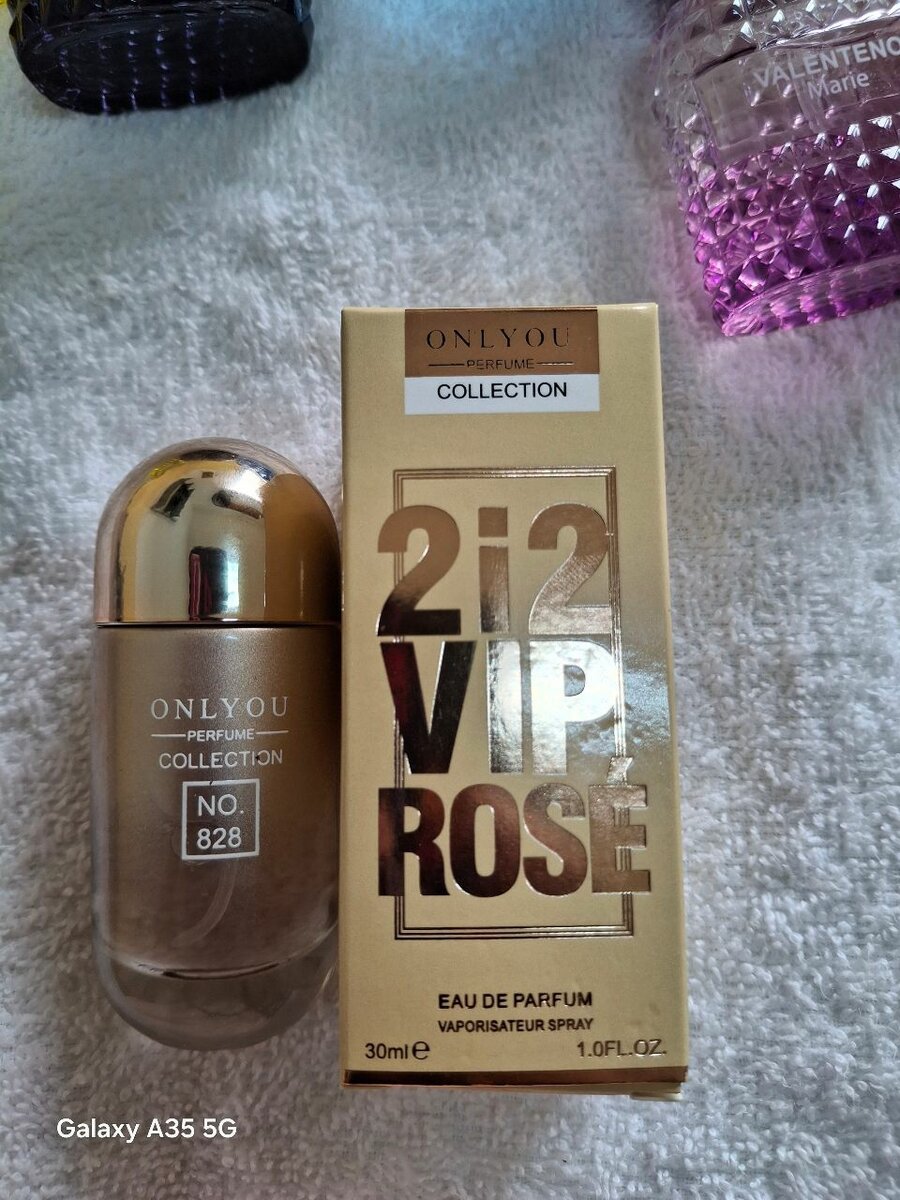 VALENTENO
Marie
ONLYOU
PERFUME
COLLECTION
2i2
VIP
ROSÉ
EAU DE PARFUM
VAPORISATEUR SPRAY
30ml e
1.0FL.OZ.
ONLYOU
PERFUME
COLLECTION
NO.
828
Galaxy A35 5G